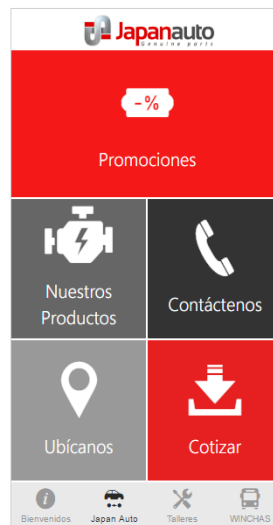 Japanauto
Genuine parts
-%
Promociones
Nuestros
Productos
Contáctenos
Ubícanos
Cotizar
i
Bienvenidos
Japan Auto
Talleres
WINCHAS